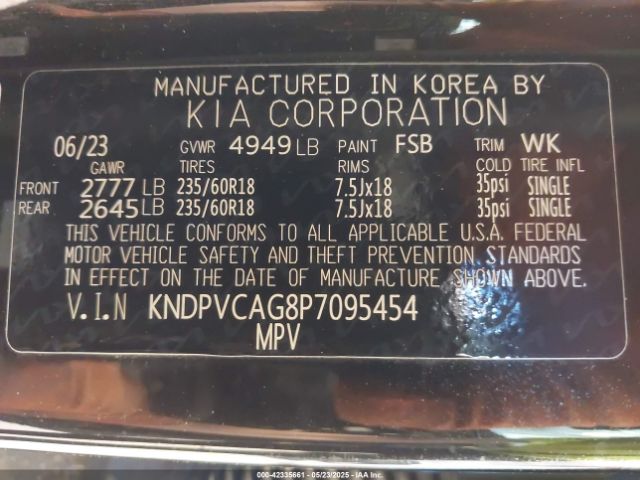 MANUFACTURED IN KOREA BY
KIA CORPORATION
06/23 GVWR 4949 LB PAINT FSB TRIM WK
GAWR TIRES RIMS COLD TIRE INFL
FRONT 2777 LB 235/60R18 7.5Jx18 35psi SINGLE
REAR 2645 LB 235/60R18 7.5Jx18 35psi SINGLE
THIS VEHICLE CONFORMS TO ALL APPLICABLE U.S.A. FEDERAL
MOTOR VEHICLE SAFETY AND THEFT PREVENTION STANDARDS
IN EFFECT ON THE DATE OF MANUFACTURE SHOWN ABOVE.
V.I.N KNDPVCAG8P7095454
MPV
000-42335661 - 05/23/2025 - IAA Inc.